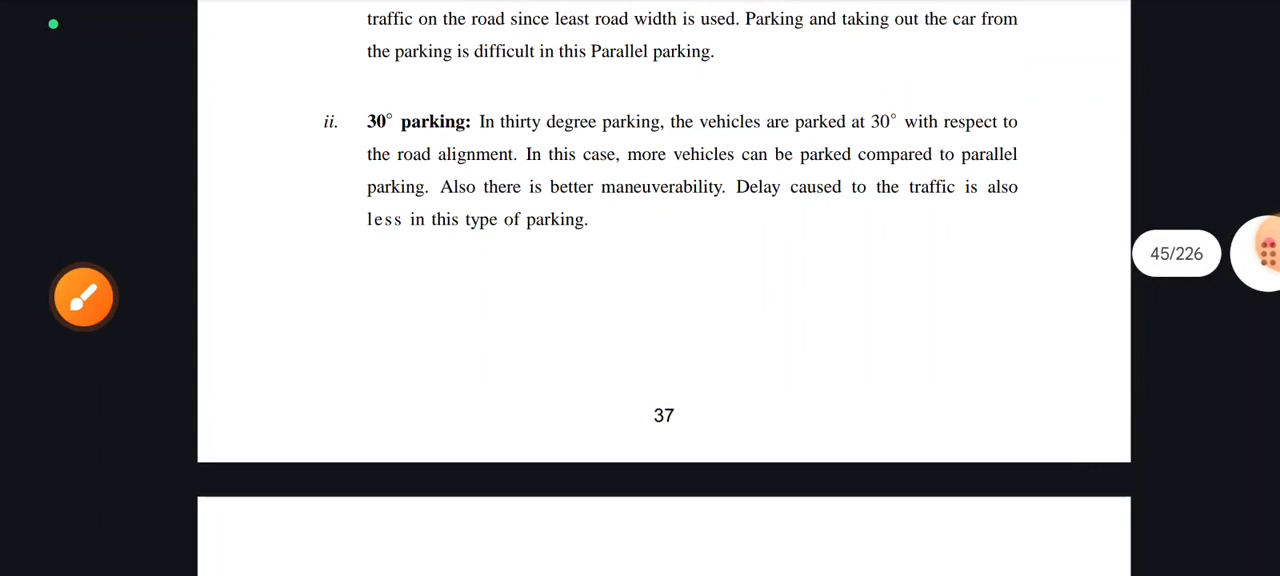 traffic on the road since least road width is used. Parking and taking out the car from
the parking is difficult in this Parallel parking.
ii. 30° parking: In thirty degree parking, the vehicles are parked at 30° with respect to
the road alignment. In this case, more vehicles can be parked compared to parallel
parking. Also there is better maneuverability. Delay caused to the traffic is also
less in this type of parking.
45/226
37